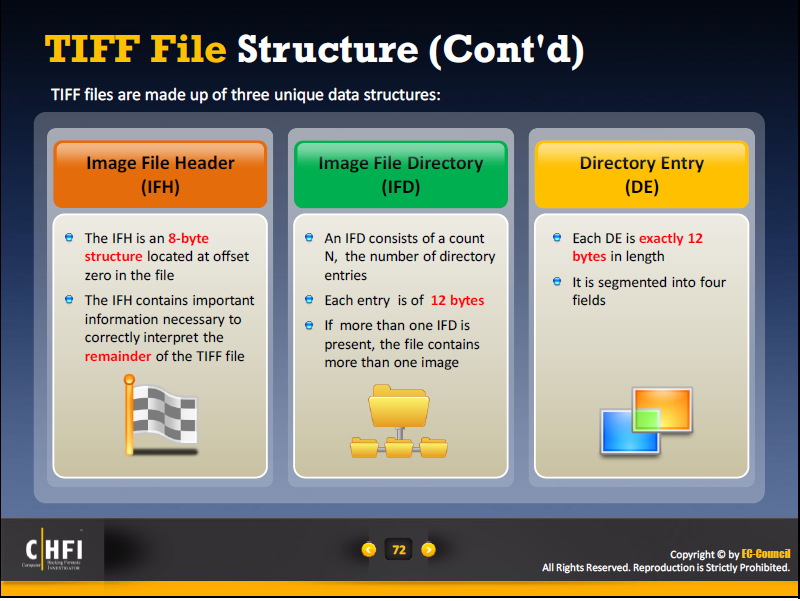 TIFF File Structure (Cont'd)
TIFF files are made up of three unique data structures:
Image File Header
(IFH)
The IFH is an 8-byte
structure located at offset
zero in the file
The IFH contains important
information necessary to
correctly interpret the
remainder of the TIFF file
Image File Directory
(IFD)
An IFD consists of a count
N, the number of directory
entries
Each entry is of 12 bytes
If more than one IFD is
present, the file contains
more than one image
Directory Entry
(DE)
Each DE is exactly 12
bytes in length
It is segmented into four
fields
CHFI
Computer Hacking Forensic
INVESTIGATOR
72
Copyright © by EC-Council
All Rights Reserved. Reproduction is Strictly Prohibited.